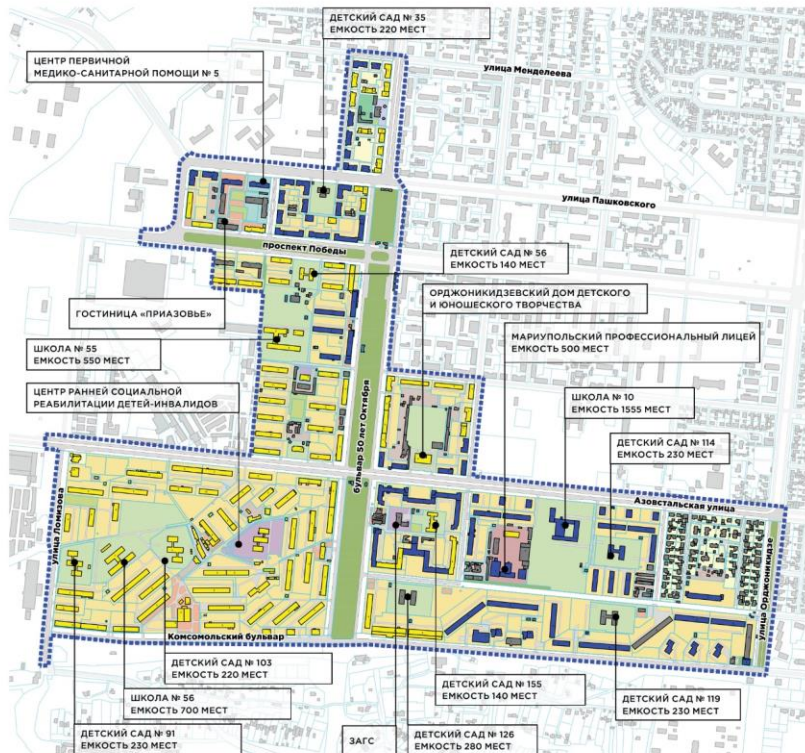 ДЕТСКИЙ САД № 35
ЕМКОСТЬ 220 МЕСТ
ЦЕНТР ПЕРВИЧНОЙ
МЕДИКО-САНИТАРНОЙ ПОМОЩИ № 5
улица Менделеева
улица Пашковского
проспект Победы
ДЕТСКИЙ САД № 56
ЕМКОСТЬ 140 МЕСТ
ОРДЖОНИКИДЗЕВСКИЙ ДОМ ДЕТСКОГО
И ЮНОШЕСКОГО ТВОРЧЕСТВА
ГОСТИНИЦА «ПРИАЗОВЬЕ»
МАРИУПОЛЬСКИЙ ПРОФЕССИОНАЛЬНЫЙ ЛИЦЕЙ
ЕМКОСТЬ 500 МЕСТ
ШКОЛА № 55
ЕМКОСТЬ 550 МЕСТ
ЦЕНТР РАННЕЙ СОЦИАЛЬНОЙ
РЕАБИЛИТАЦИИ ДЕТЕЙ-ИНВАЛИДОВ
ШКОЛА № 10
ЕМКОСТЬ 1555 МЕСТ
ДЕТСКИЙ САД № 114
ЕМКОСТЬ 230 МЕСТ
бульвар 50 лет Октября
Азовстальская улица
улица Ломизова
улица Орджоникидзе
Комсомольский бульвар
ДЕТСКИЙ САД № 103
ЕМКОСТЬ 220 МЕСТ
ДЕТСКИЙ САД № 155
ЕМКОСТЬ 140 МЕСТ
ДЕТСКИЙ САД № 119
ЕМКОСТЬ 230 МЕСТ
ШКОЛА № 56
ЕМКОСТЬ 700 МЕСТ
ДЕТСКИЙ САД № 91
ЕМКОСТЬ 230 МЕСТ
ЗАГС
ДЕТСКИЙ САД № 126
ЕМКОСТЬ 280 МЕСТ